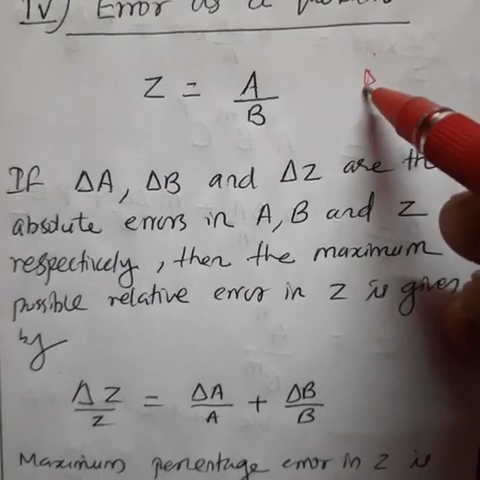 IV) Error as a
Z = A/B
If ΔA, ΔB and ΔZ are the
absolute errors in A, B and Z
respectively, then the maximum
possible relative error in Z is given
by
ΔZ/Z = ΔA/A + ΔB/B
Maximum percentage error in Z is